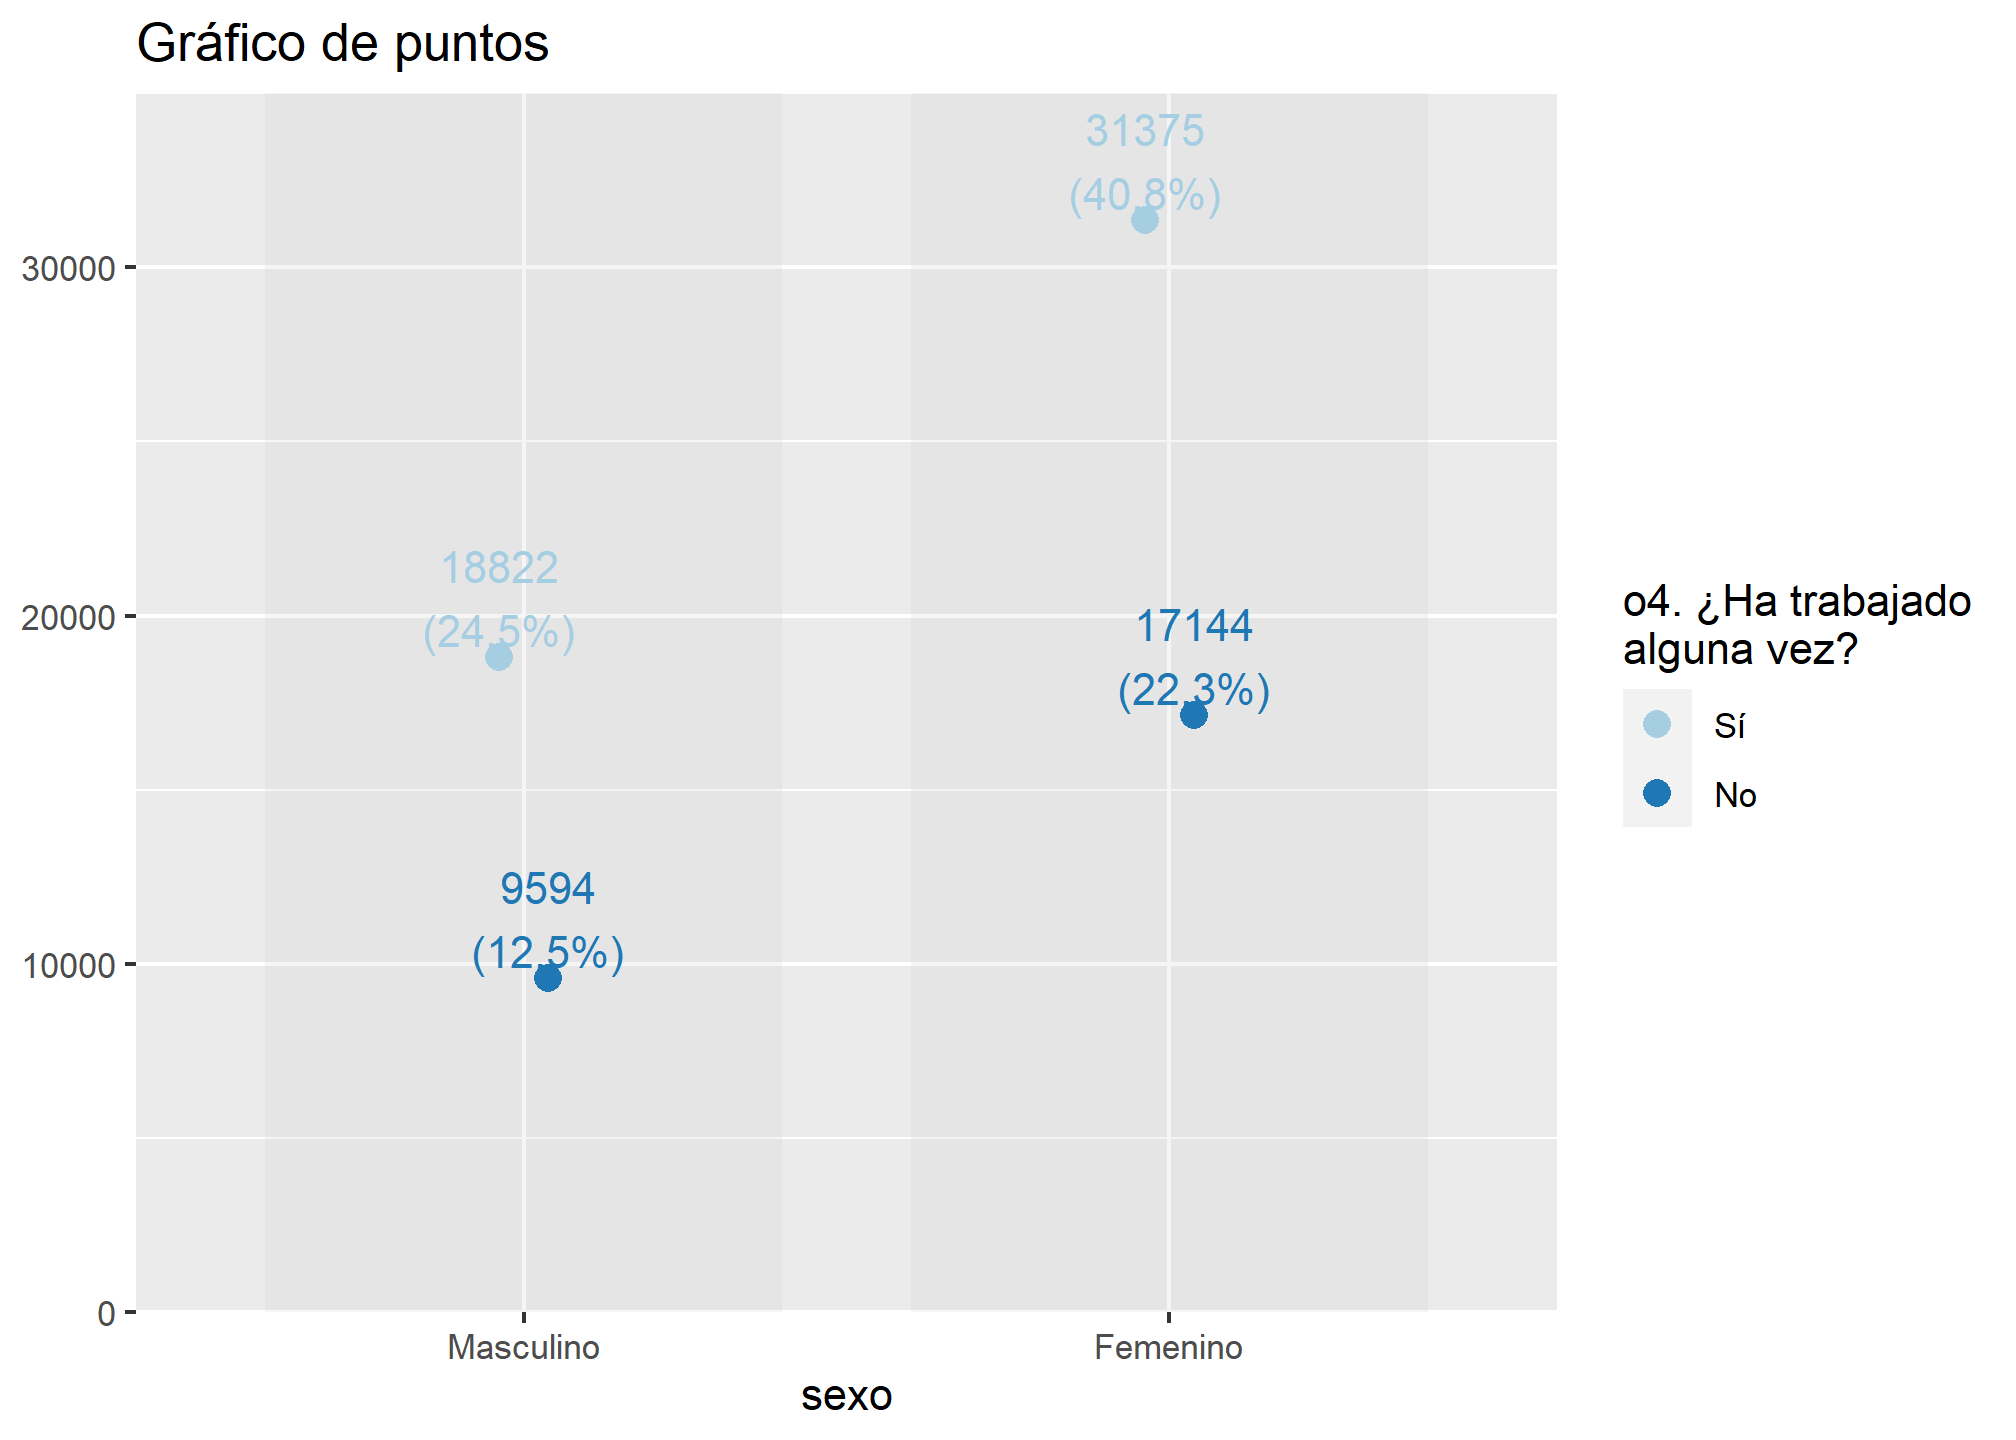 Gráfico de puntos
31375
(40.8%)
30000
18822
(24.5%)
20000
17144
(22.3%)
9594
(12.5%)
10000
0
Masculino
Femenino
sexo
o4. ¿Ha trabajado
alguna vez?
Sí
No